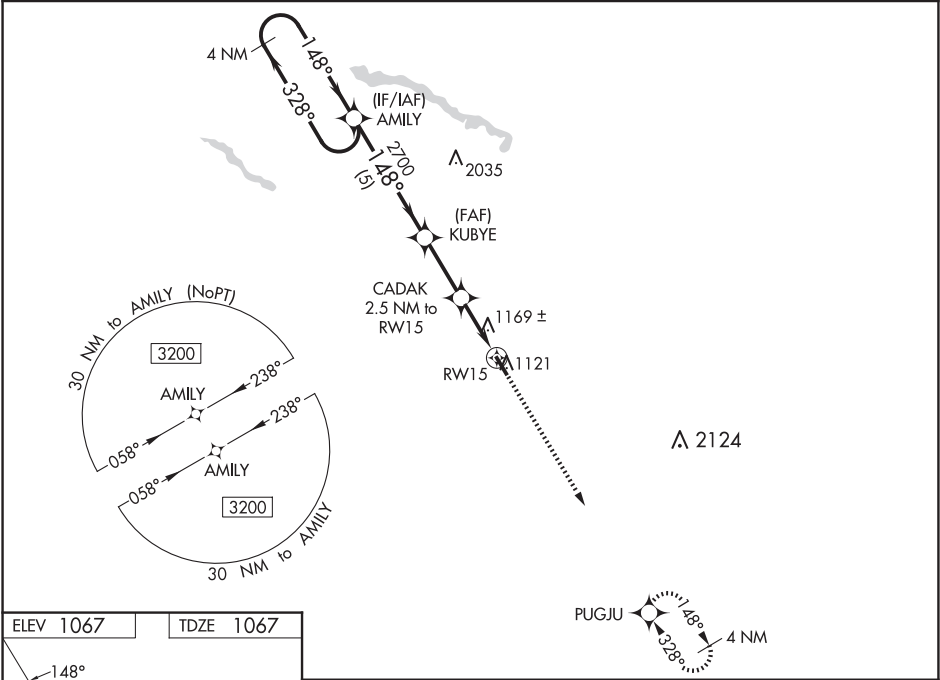 4 NM
148°
328°
(IF/IAF)
AMILY
2700
148°
(5)
2035
(FAF)
KUBYE
CADAK
2.5 NM to
RW15
1169 ±
RW15
1121
2124
30 NM to AMILY (NoPT)
3200
AMILY
238°
058°
238°
AMILY
058°
3200
30 NM to AMILY
PUGJU
148°
328°
4 NM
ELEV 1067
TDZE 1067
148°